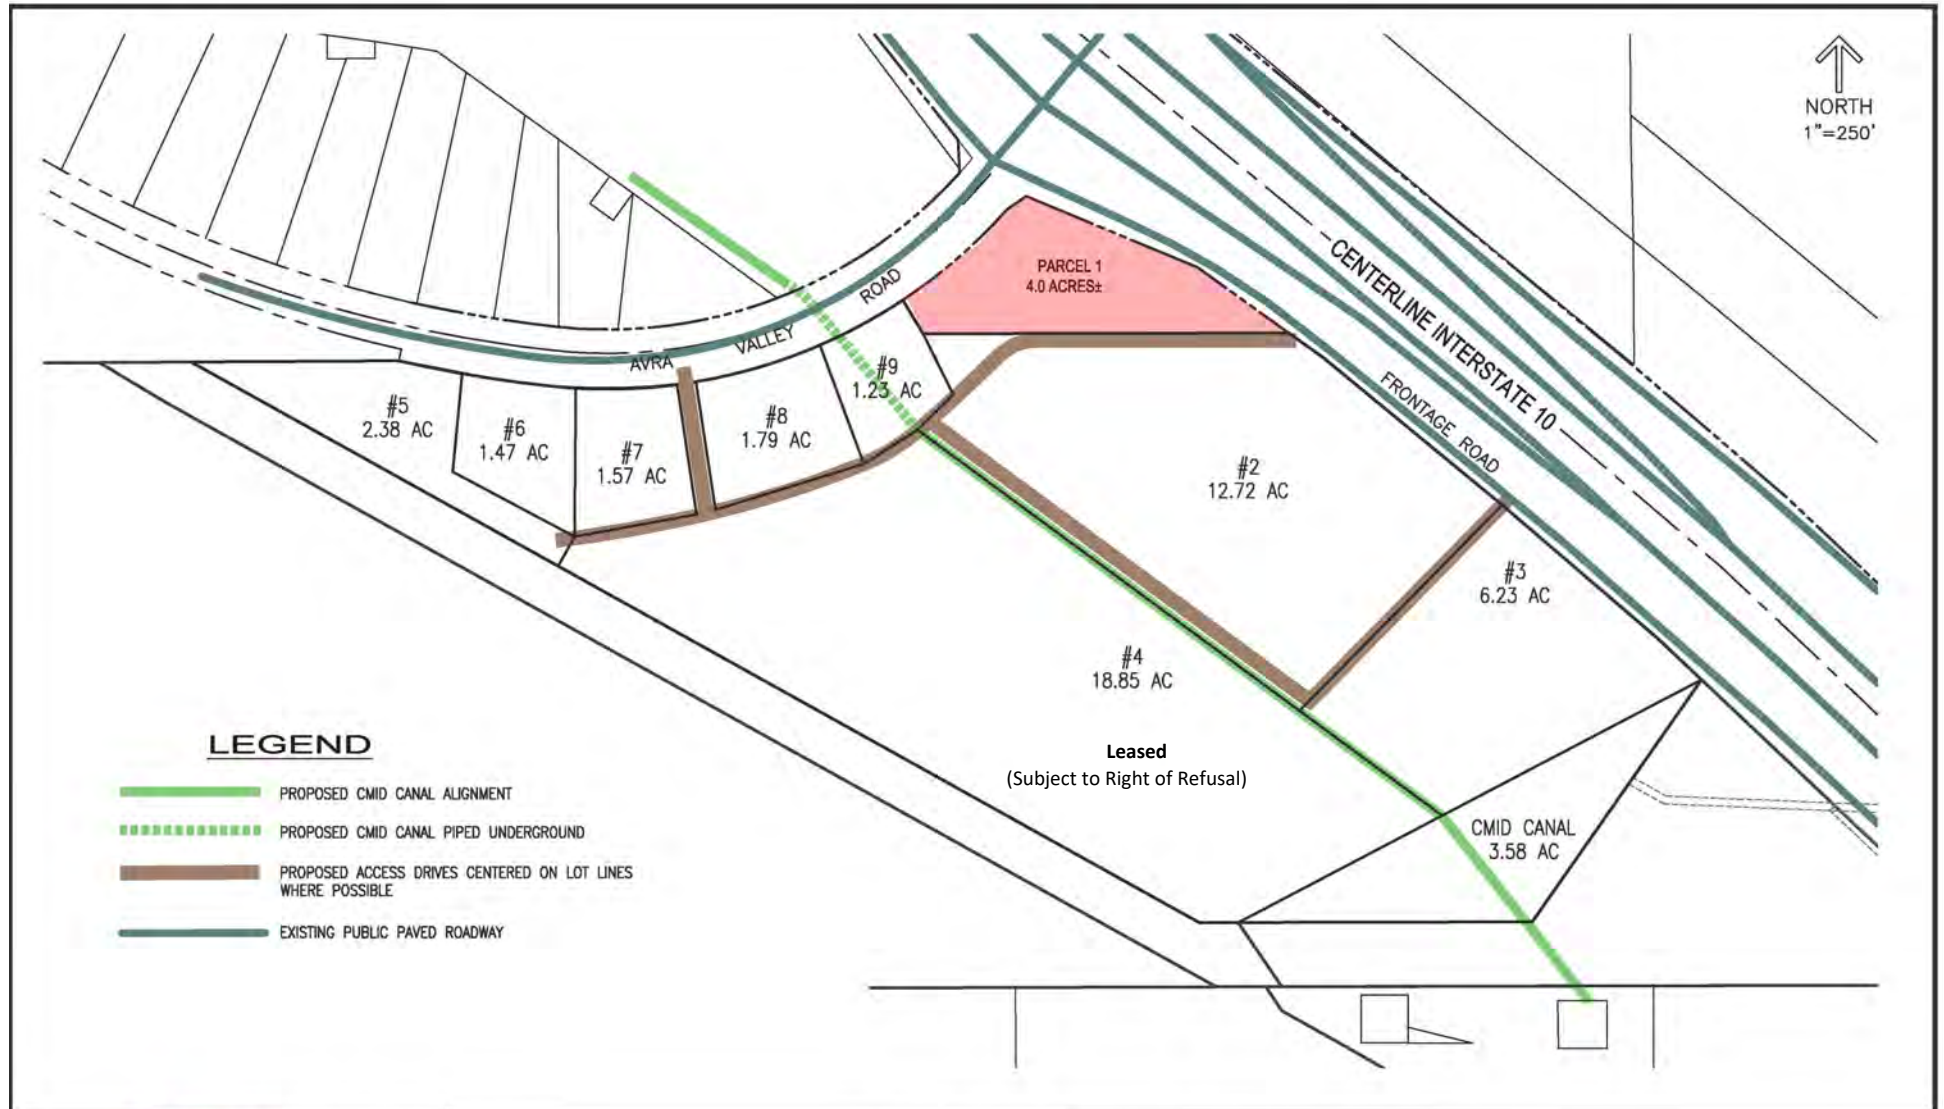 NORTH
1"=250'
PARCEL 1
4.0 ACRES±
CENTERLINE INTERSTATE 10
FRONTAGE ROAD
AVRA VALLEY ROAD
#9
1.23 AC
#5
2.38 AC
#6
1.47 AC
#7
1.57 AC
#8
1.79 AC
#2
12.72 AC
#3
6.23 AC
#4
18.85 AC
Leased
(Subject to Right of Refusal)
CMID CANAL
3.58 AC
LEGEND
PROPOSED CMID CANAL ALIGNMENT
PROPOSED CMID CANAL PIPED UNDERGROUND
PROPOSED ACCESS DRIVES CENTERED ON LOT LINES
WHERE POSSIBLE
EXISTING PUBLIC PAVED ROADWAY